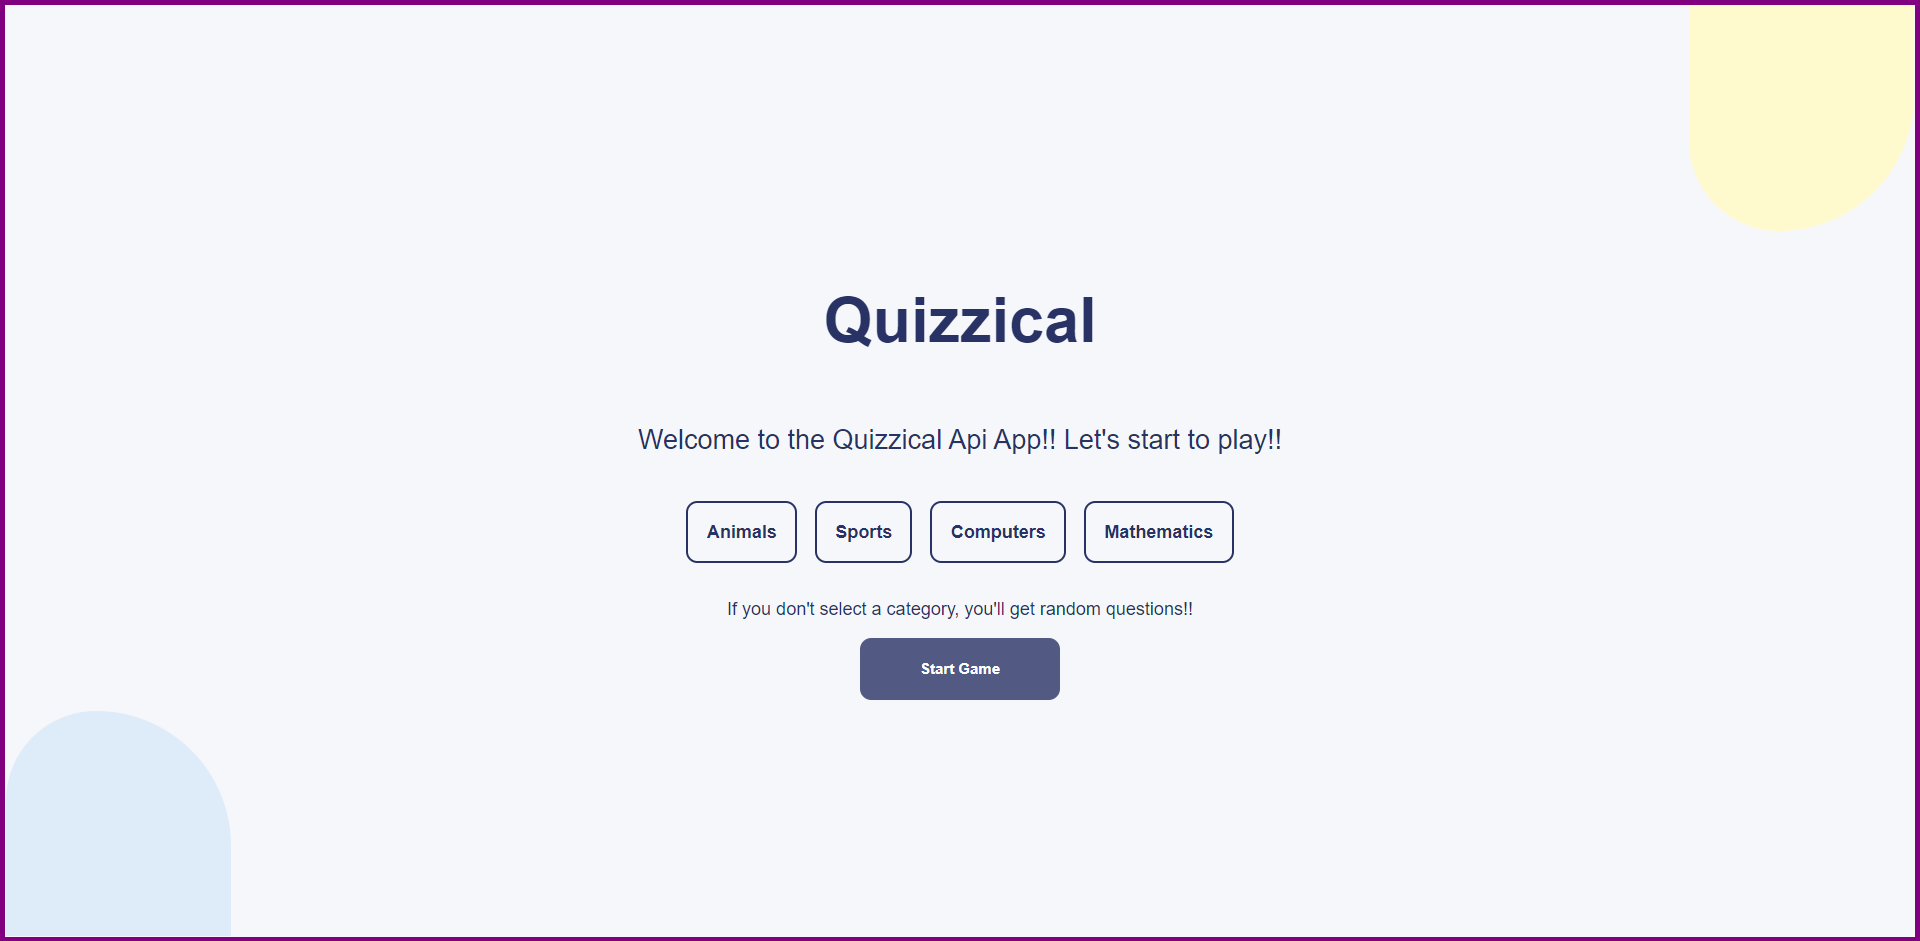 Quizzical
Welcome to the Quizzical Api App!! Let's start to play!!
Animals Sports Computers Mathematics
If you don't select a category, you'll get random questions!!
Start Game